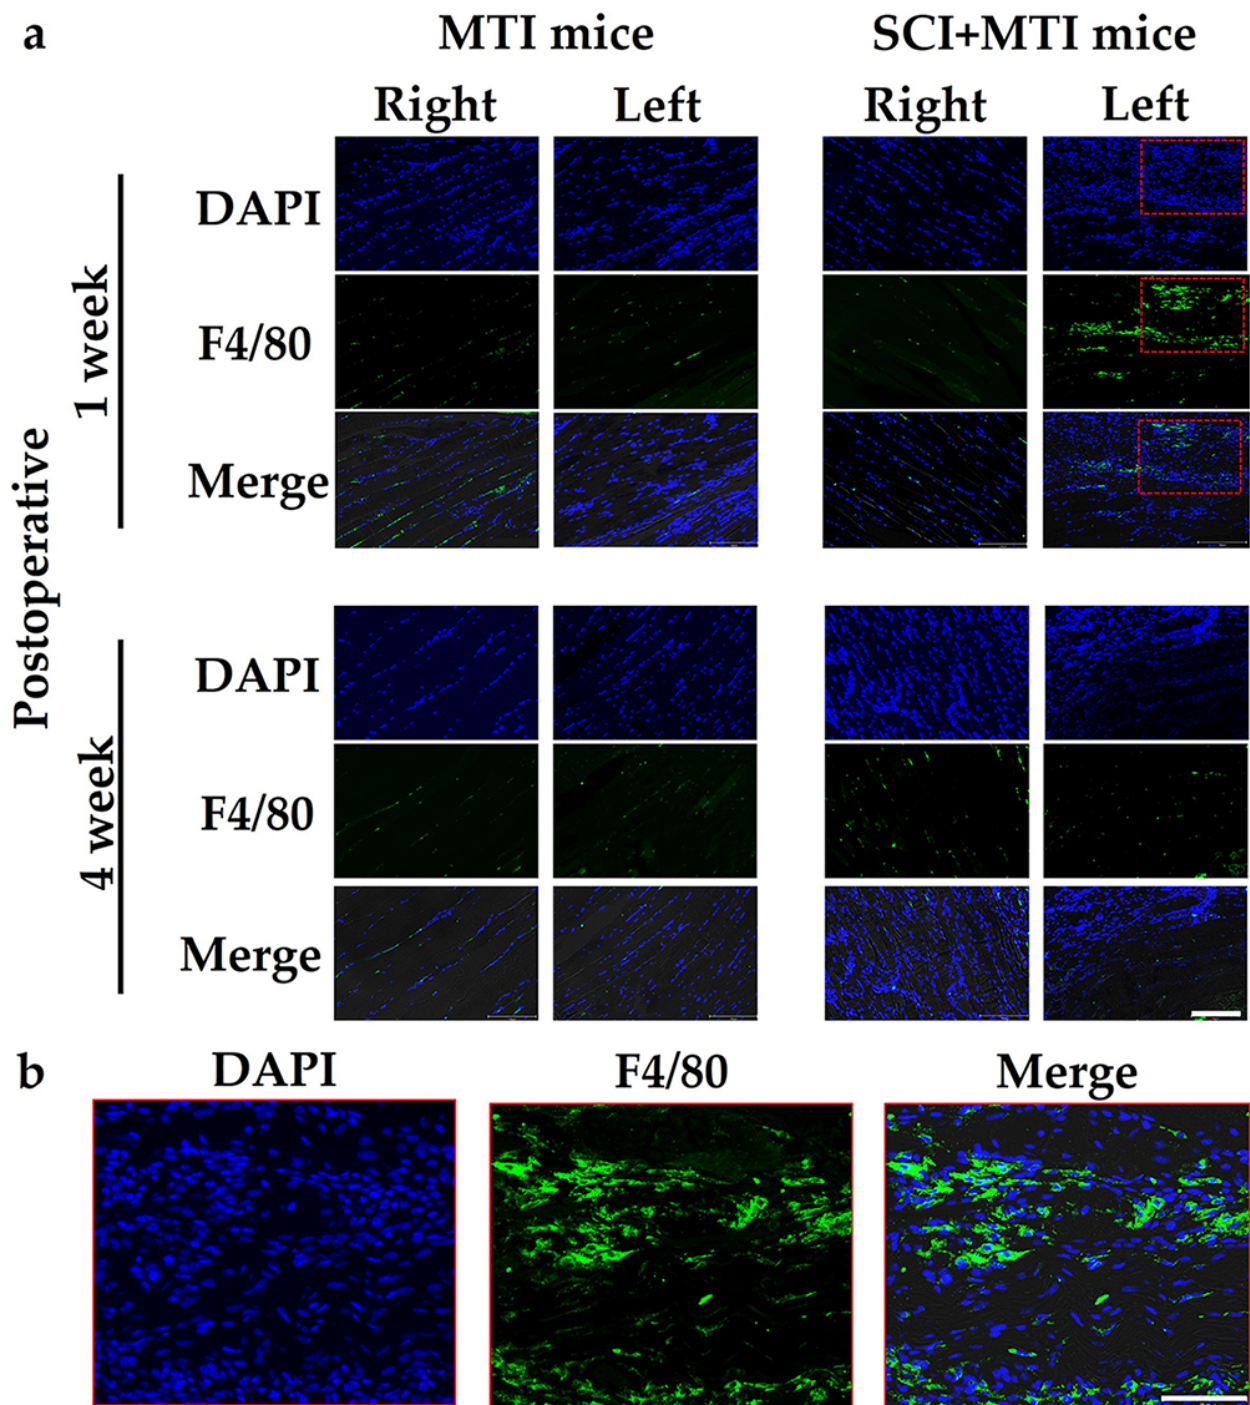 a
MTI mice
SCI+MTI mice
Right
Left
Right
Left
Postoperative
1 week
DAPI
F4/80
Merge
4 week
DAPI
F4/80
Merge
b
DAPI
F4/80
Merge